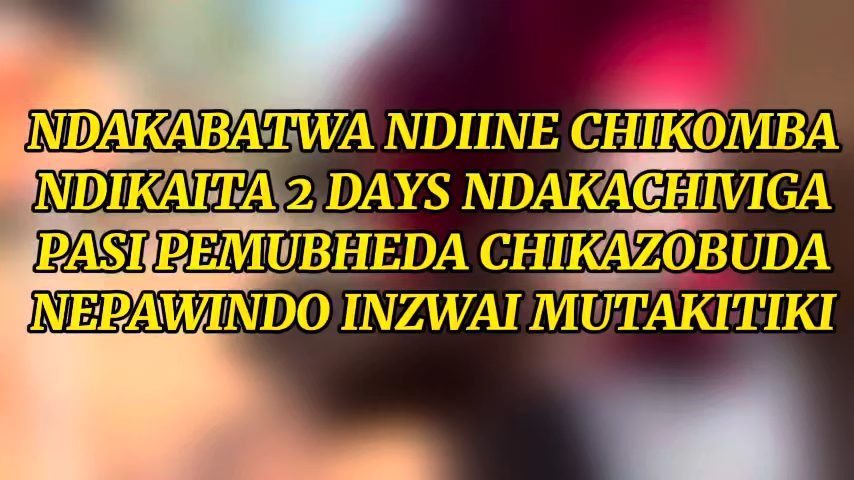 NDAKABATWA NDIINE CHIKOMBA
NDIKAITA 2 DAYS NDAKACHIVIGA
PASI PEMUBHEDA CHIKAZOBUDA
NEPAWINDO INZWAI MUTAKITIKI